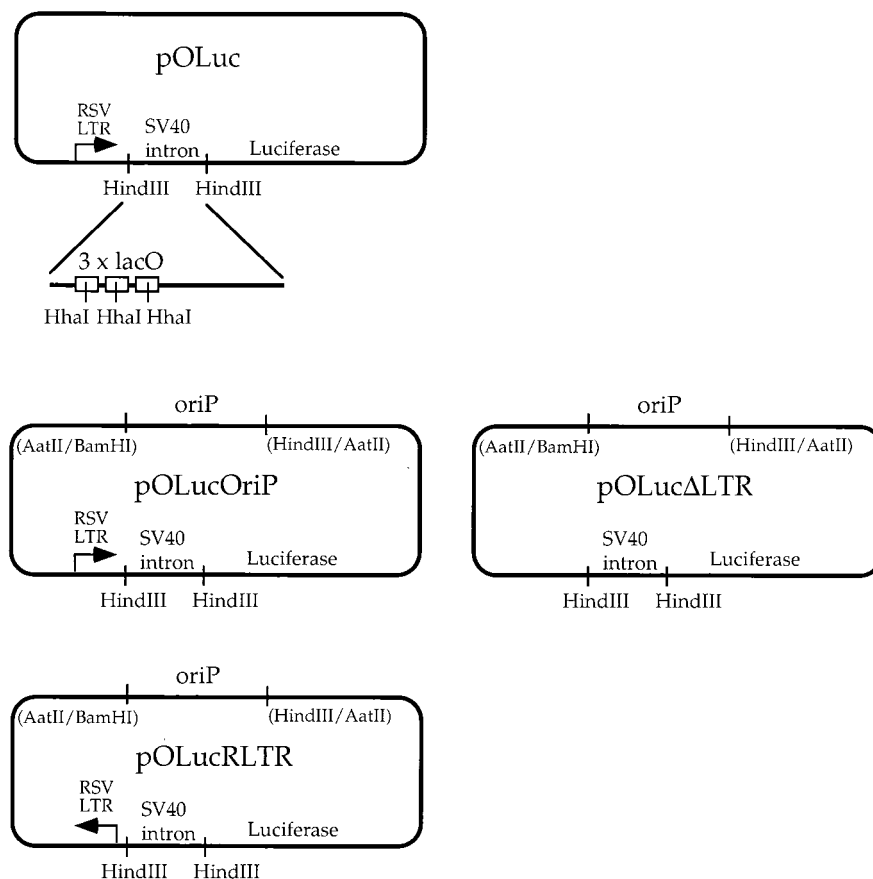 pOLuc
RSV
LTR
SV40
intron
Luciferase
HindIII
HindIII
3 x lacO
HhaI
HhaI
HhaI
oriP
(AatII/BamHI)
(HindIII/AatII)
pOLucOriP
RSV
LTR
SV40
intron
Luciferase
HindIII
HindIII
oriP
(AatII/BamHI)
(HindIII/AatII)
pOLucΔLTR
SV40
intron
Luciferase
HindIII
HindIII
oriP
(AatII/BamHI)
(HindIII/AatII)
pOLucRLTR
RSV
LTR
SV40
intron
Luciferase
HindIII
HindIII